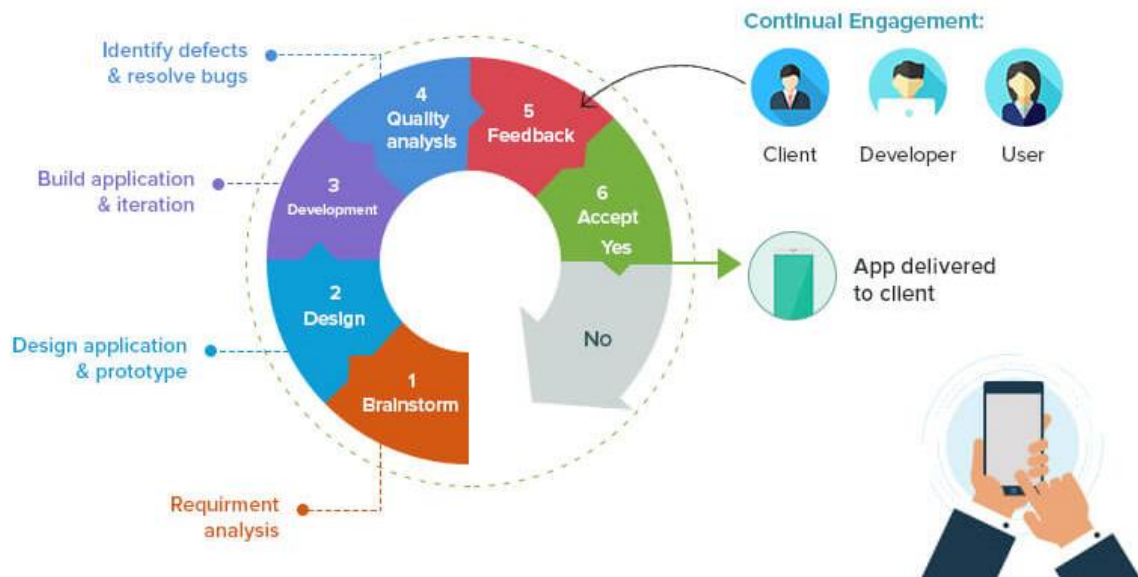 Continual Engagement:
Client
Developer
User
Identify defects
& resolve bugs
4
Quality
analysis
5
Feedback
Build application
& iteration
3
Development
6
Accept
Yes
App delivered
to client
2
Design
No
Design application
& prototype
1
Brainstorm
Requirment
analysis